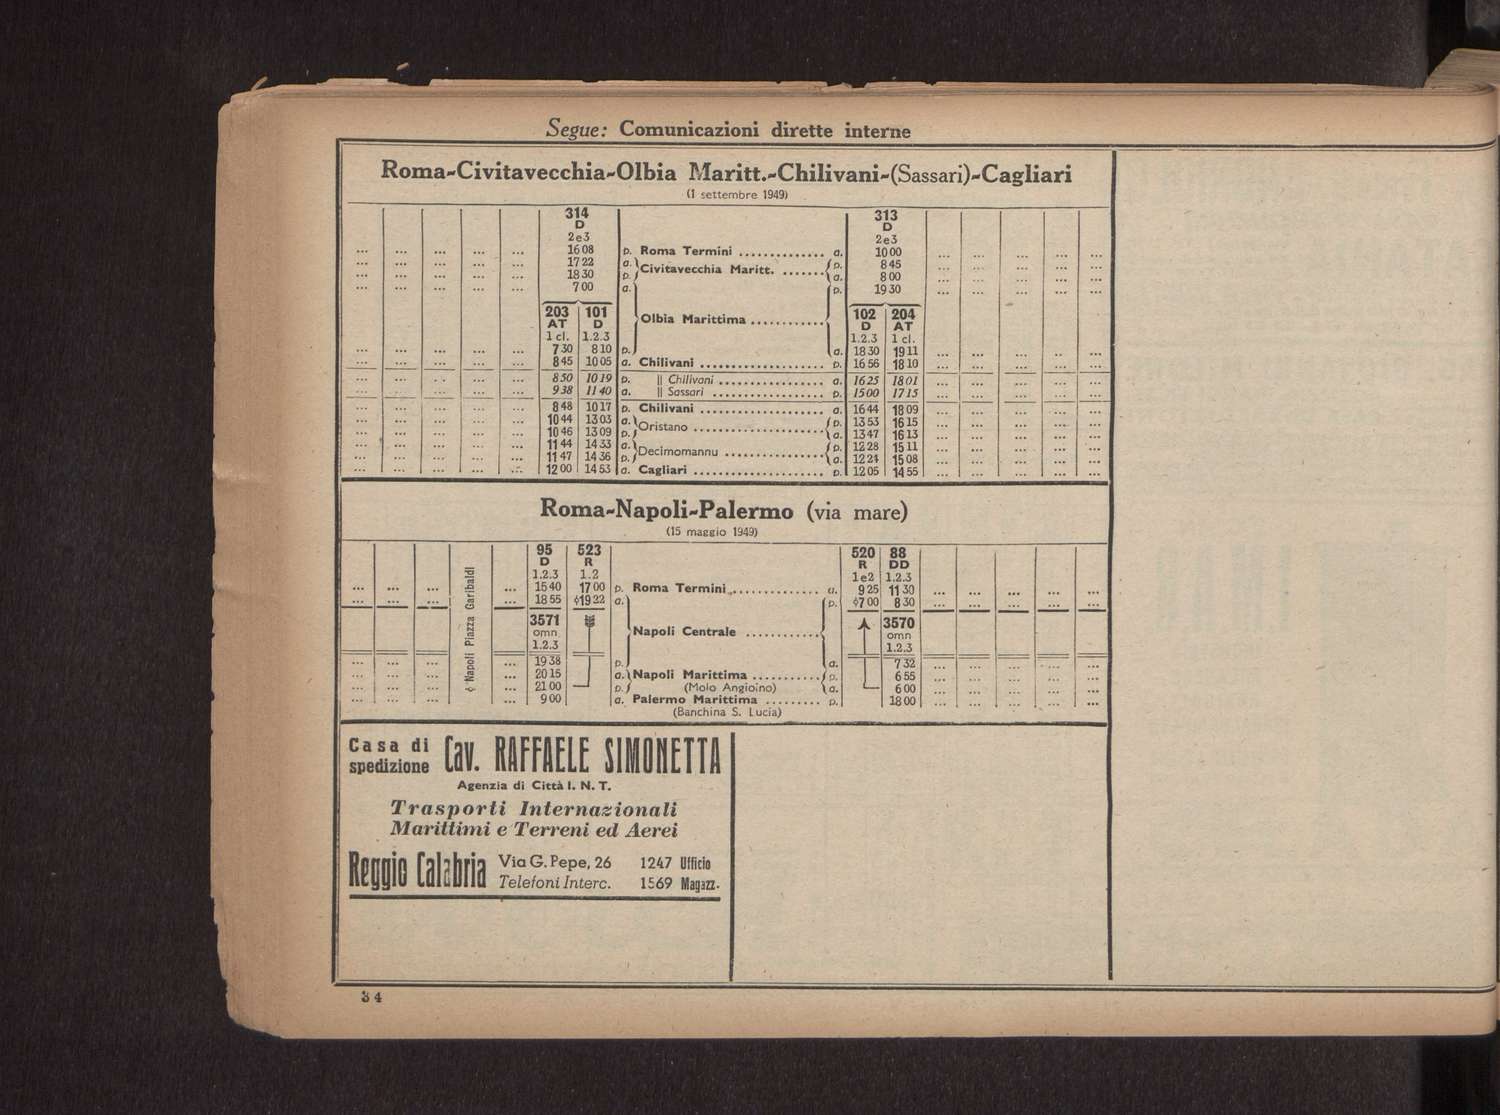 Segue: Comunicazioni dirette interne
Roma-Civitavecchia-Olbia Maritt.-Chilivani-(Sassari)-Cagliari
(1 settembre 1949)
314 313
D D
2e3 2e3
... ... ... ... ... 16 08 p. Roma Termini .............. a. 10 00 ... ... ... ... ...
... ... ... ... ... 17 22 a. Civitavecchia Maritt. ....... p. 8 45 ... ... ... ... ...
... ... ... ... ... 18 30 p. a. 8 00 ... ... ... ... ...
... ... ... ... ... 7 00 a. p. 19 30 ... ... ... ... ...
203 101 Olbia Marittima ............ 102 204
AT D D AT
1 cl. 1.2.3 1.2.3 1 cl.
... ... ... ... ... 7 30 8 10 p. a. 18 30 19 11 ... ... ... .. ...
... ... ... ... ... 8 45 10 05 a. Chilivani .................... p. 16 56 18 10 ... ... ... ... ...
... ... .. ... ... 8 50 10 19 p. || Chilivani ................. a. 16 25 18 01 ... ... ... ... ...
... ... ... ... ... 9 38 11 40 a. || Sassari .................. p. 15 00 17 15 ... ... ... ... ...
... ... ... ... ... 8 48 10 17 p. Chilivani .................... a. 16 44 18 09 ... ... ... ... ...
... ... ... ... ... 10 44 13 03 a. Oristano ..................... p. 13 53 16 15 ... ... ... ... ...
... ... ... ... ... 10 46 13 09 p. a. 13 47 16 13 ... ... ... ... ...
... ... ... ... ... 11 44 14 33 a. Decimomannu ................ p. 12 28 15 11 ... ... ... ... ...
... ... ... ... ... 11 47 14 36 p. a. 12 24 15 08 ... ... ... ... ...
... ... ... ... ... 12 00 14 53 a. Cagliari ..................... p. 12 05 14 55 ... ... ... ... ...
Roma-Napoli-Palermo (via mare)
(15 maggio 1949)
95 523 520 88
D R R DD
1.2.3 1.2 1e2 1.2.3
... ... ... ... 15 40 17 00 p. Roma Termini .............. a. 9 25 11 30 ... ... ... ... ...
... ... ... ... 18 55 ◊19 22 a. p. ◊7 00 8 30 ... ... ... ... ...
◊ Napoli Piazza Garibaldi
3571 3570
omn Napoli Centrale ............ omn
1.2.3 1.2.3
... ... ... ... 19 38 p. a. 7 32 ... ... ... ... ...
... ... ... ... 20 15 a. Napoli Marittima ........... p. 6 55 ... ... ... ... ...
... ... ... ... 21 00 p. (Molo Angioino) a. 6 00 ... ... ... ... ...
... ... ... ... 9 00 a. Palermo Marittima ......... p. 18 00 ... ... ... ... ...
(Banchina S. Lucia)
Casa di spedizione Cav. RAFFAELE SIMONETTA
Agenzia di Città I. N. T.
Trasporti Internazionali
Marittimi e Terreni ed Aerei
Reggio Calabria Via G. Pepe, 26 1247 Ufficio
Telefoni Interc. 1569 Magazz.
34